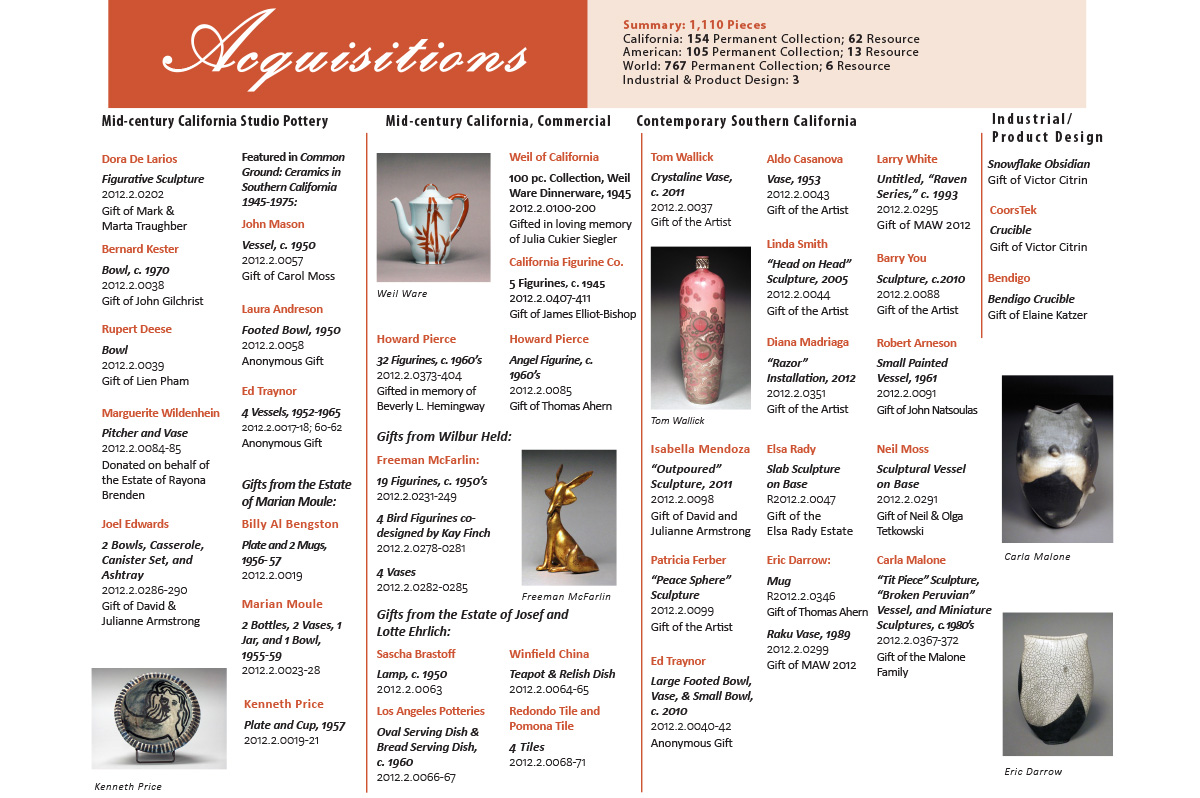 Acquisitions
Summary: 1,110 Pieces
California: 154 Permanent Collection; 62 Resource
American: 105 Permanent Collection; 13 Resource
World: 767 Permanent Collection; 6 Resource
Industrial & Product Design: 3
Mid-century California Studio Pottery
Dora De Larios
Figurative Sculpture
2012.2.0202
Gift of Mark &
Marta Traughber
Bernard Kester
Bowl, c. 1970
2012.2.0038
Gift of John Gilchrist
Rupert Deese
Bowl
2012.2.0039
Gift of Lien Pham
Marguerite Wildenhein
Pitcher and Vase
2012.2.0084-85
Donated on behalf of
the Estate of Rayona
Brenden
Joel Edwards
2 Bowls, Casserole,
Canister Set, and
Ashtray
2012.2.0286-290
Gift of David &
Julianne Armstrong
Kenneth Price
Featured in Common
Ground: Ceramics in
Southern California
1945-1975:
John Mason
Vessel, c. 1950
2012.2.0057
Gift of Carol Moss
Laura Andreson
Footed Bowl, 1950
2012.2.0058
Anonymous Gift
Ed Traynor
4 Vessels, 1952-1965
2012.2.0017-18; 60-62
Anonymous Gift
Gifts from the Estate
of Marian Moule:
Billy Al Bengston
Plate and 2 Mugs,
1956- 57
2012.2.0019
Marian Moule
2 Bottles, 2 Vases, 1
Jar, and 1 Bowl,
1955-59
2012.2.0023-28
Kenneth Price
Plate and Cup, 1957
2012.2.0019-21
Mid-century California, Commercial
Weil Ware
Weil of California
100 pc. Collection, Weil
Ware Dinnerware, 1945
2012.2.0100-200
Gifted in loving memory
of Julia Cukier Siegler
California Figurine Co.
5 Figurines, c. 1945
2012.2.0407-411
Gift of James Elliot-Bishop
Howard Pierce
32 Figurines, c. 1960's
2012.2.0373-404
Gifted in memory of
Beverly L. Hemingway
Howard Pierce
Angel Figurine, c.
1960's
2012.2.0085
Gift of Thomas Ahern
Gifts from Wilbur Held:
Freeman McFarlin:
19 Figurines, c. 1950's
2012.2.0231-249
4 Bird Figurines co-
designed by Kay Finch
2012.2.0278-0281
4 Vases
2012.2.0282-0285
Freeman McFarlin
Gifts from the Estate of Josef and
Lotte Ehrlich:
Sascha Brastoff
Lamp, c. 1950
2012.2.0063
Los Angeles Potteries
Oval Serving Dish &
Bread Serving Dish,
c. 1960
2012.2.0066-67
Winfield China
Teapot & Relish Dish
2012.2.0064-65
Redondo Tile and
Pomona Tile
4 Tiles
2012.2.0068-71
Contemporary Southern California
Tom Wallick
Crystaline Vase,
c. 2011
2012.2.0037
Gift of the Artist
Tom Wallick
Isabella Mendoza
“Outpoured”
Sculpture, 2011
2012.2.0098
Gift of David and
Julianne Armstrong
Patricia Ferber
“Peace Sphere”
Sculpture
2012.2.0099
Gift of the Artist
Ed Traynor
Large Footed Bowl,
Vase, & Small Bowl,
c. 2010
2012.2.0040-42
Anonymous Gift
Aldo Casanova
Vase, 1953
2012.2.0043
Gift of the Artist
Linda Smith
“Head on Head”
Sculpture, 2005
2012.2.0044
Gift of the Artist
Diana Madriaga
“Razor”
Installation, 2012
2012.2.0351
Gift of the Artist
Elsa Rady
Slab Sculpture
on Base
R2012.2.0047
Gift of the
Elsa Rady Estate
Eric Darrow:
Mug
R2012.2.0346
Gift of Thomas Ahern
Raku Vase, 1989
2012.2.0299
Gift of MAW 2012
Larry White
Untitled, “Raven
Series,” c. 1993
2012.2.0295
Gift of MAW 2012
Barry You
Sculpture, c.2010
2012.2.0088
Gift of the Artist
Robert Arneson
Small Painted
Vessel, 1961
2012.2.0091
Gift of John Natsoulas
Neil Moss
Sculptural Vessel
on Base
2012.2.0291
Gift of Neil & Olga
Tetkowski
Carla Malone
“Tit Piece” Sculpture,
“Broken Peruvian”
Vessel, and Miniature
Sculptures, c.1980's
2012.2.0367-372
Gift of the Malone
Family
Industrial/
Product Design
Snowflake Obsidian
Gift of Victor Citrin
CoorsTek
Crucible
Gift of Victor Citrin
Bendigo
Bendigo Crucible
Gift of Elaine Katzer
Carla Malone
Eric Darrow